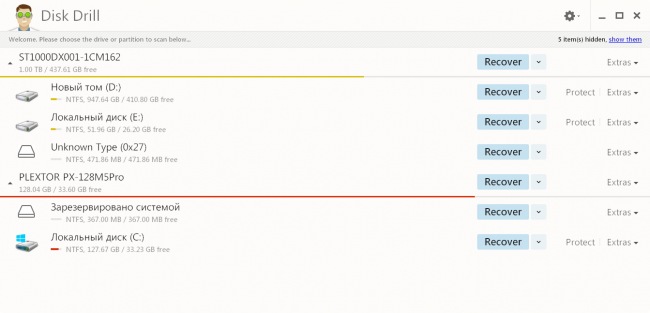 Disk Drill
Welcome. Please choose the drive or partition to scan below...
5 item(s) hidden, show them
ST1000DX001-1CM162
1.00 TB / 437.61 GB free
Recover
Extras
Новый том (D:)
NTFS, 947.64 GB / 410.80 GB free
Recover
Protect
Extras
Локальный диск (E:)
NTFS, 51.96 GB / 26.20 GB free
Recover
Protect
Extras
Unknown Type (0x27)
NTFS, 471.86 MB / 471.86 MB free
Recover
Extras
PLEXTOR PX-128M5Pro
128.04 GB / 33.60 GB free
Recover
Extras
Зарезервировано системой
NTFS, 367.00 MB / 367.00 MB free
Recover
Extras
Локальный диск (C:)
NTFS, 127.67 GB / 33.23 GB free
Recover
Protect
Extras